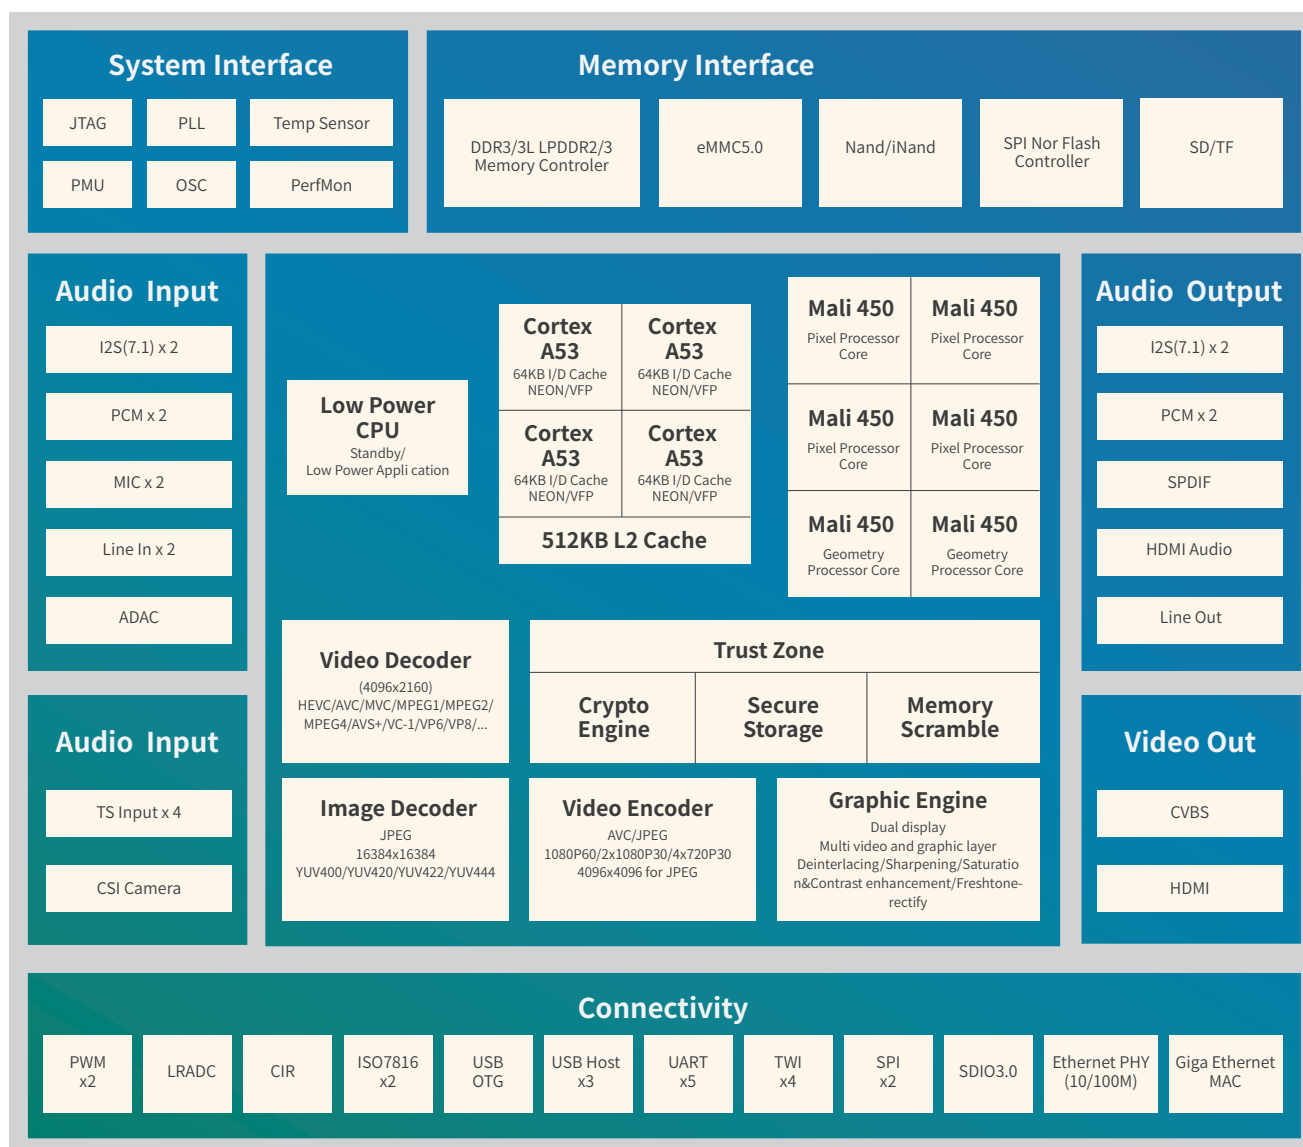 System Interface
JTAG
PLL
Temp Sensor
PMU
OSC
PerfMon
Memory Interface
DDR3/3L LPDDR2/3
Memory Controler
eMMC5.0
Nand/iNand
SPI Nor Flash
Controller
SD/TF
Audio Input
I2S(7.1) x 2
PCM x 2
MIC x 2
Line In x 2
ADAC
Audio Input
TS Input x 4
CSI Camera
Low Power
CPU
Standby/
Low Power Appli cation
Cortex
A53
64KB I/D Cache
NEON/VFP
Cortex
A53
64KB I/D Cache
NEON/VFP
Cortex
A53
64KB I/D Cache
NEON/VFP
Cortex
A53
64KB I/D Cache
NEON/VFP
512KB L2 Cache
Mali 450
Pixel Processor
Core
Mali 450
Pixel Processor
Core
Mali 450
Pixel Processor
Core
Mali 450
Pixel Processor
Core
Mali 450
Geometry
Processor Core
Mali 450
Geometry
Processor Core
Video Decoder
(4096x2160)
HEVC/AVC/MVC/MPEG1/MPEG2/
MPEG4/AVS+/VC-1/VP6/VP8/...
Trust Zone
Crypto
Engine
Secure
Storage
Memory
Scramble
Image Decoder
JPEG
16384x16384
YUV400/YUV420/YUV422/YUV444
Video Encoder
AVC/JPEG
1080P60/2x1080P30/4x720P30
4096x4096 for JPEG
Graphic Engine
Dual display
Multi video and graphic layer
Deinterlacing/Sharpening/Saturatio
n&Contrast enhancement/Freshtone-
rectify
Audio Output
I2S(7.1) x 2
PCM x 2
SPDIF
HDMI Audio
Line Out
Video Out
CVBS
HDMI
Connectivity
PWM
x2
LRADC
CIR
ISO7816
x2
USB
OTG
USB Host
x3
UART
x5
TWI
x4
SPI
x2
SDIO3.0
Ethernet PHY
(10/100M)
Giga Ethernet
MAC